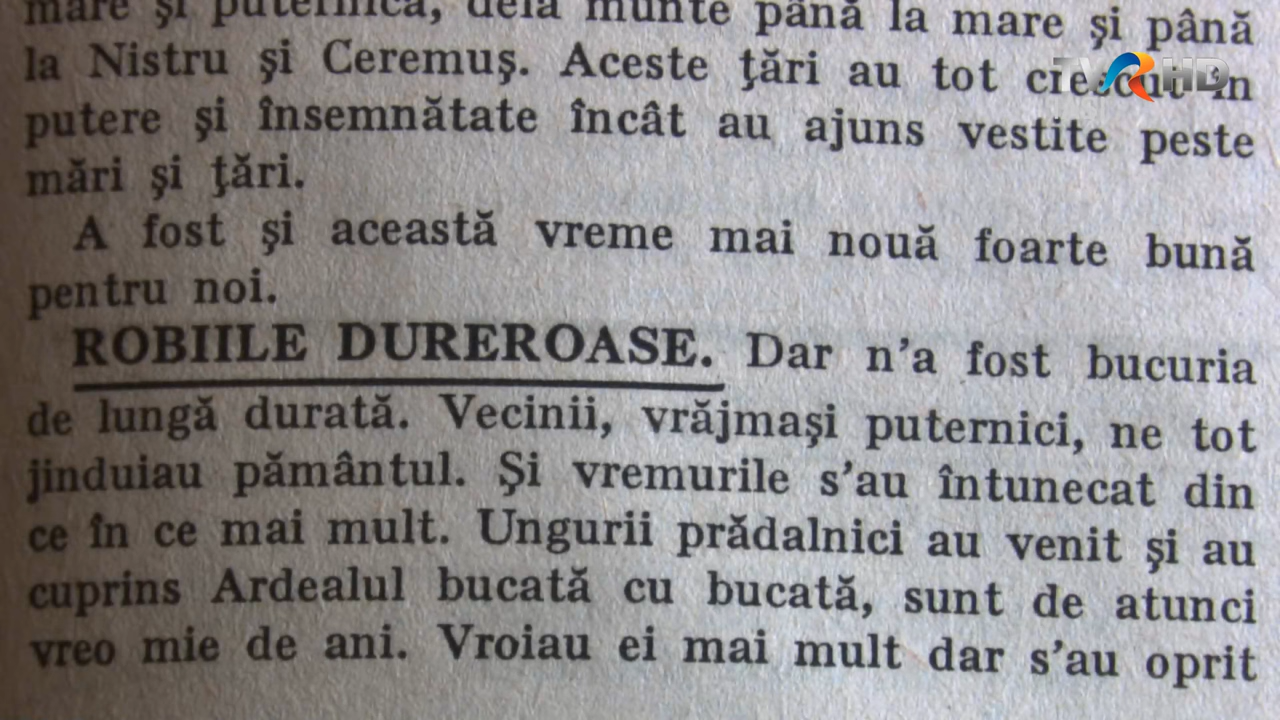 mare şi puternică, dela munte până la mare şi până
la Nistru şi Ceremuş. Aceste ţări au tot crescut în
putere şi însemnătate încât au ajuns vestite peste
mări şi ţări.
A fost şi această vreme mai nouă foarte bună
pentru noi.
ROBIILE DUREROASE. Dar n'a fost bucuria
de lungă durată. Vecinii, vrăjmaşi puternici, ne tot
jinduiau pământul. Şi vremurile s'au întunecat din
ce în ce mai mult. Ungurii prădalnici au venit şi au
cuprins Ardealul bucată cu bucată, sunt de atunci
vreo mie de ani. Vroiau ei mai mult dar s'au oprit
TVR HD